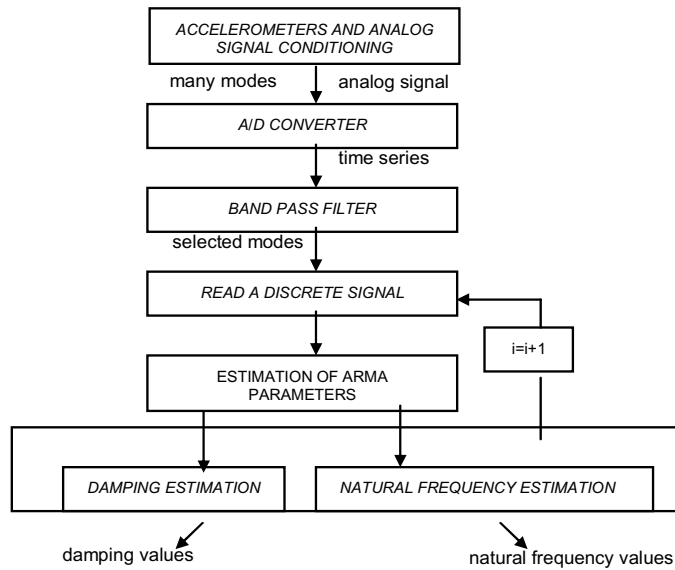 ACCELEROMETERS AND ANALOG
SIGNAL CONDITIONING
many modes
analog signal
A/D CONVERTER
time series
BAND PASS FILTER
selected modes
READ A DISCRETE SIGNAL
i=i+1
ESTIMATION OF ARMA
PARAMETERS
DAMPING ESTIMATION
NATURAL FREQUENCY ESTIMATION
damping values
natural frequency values